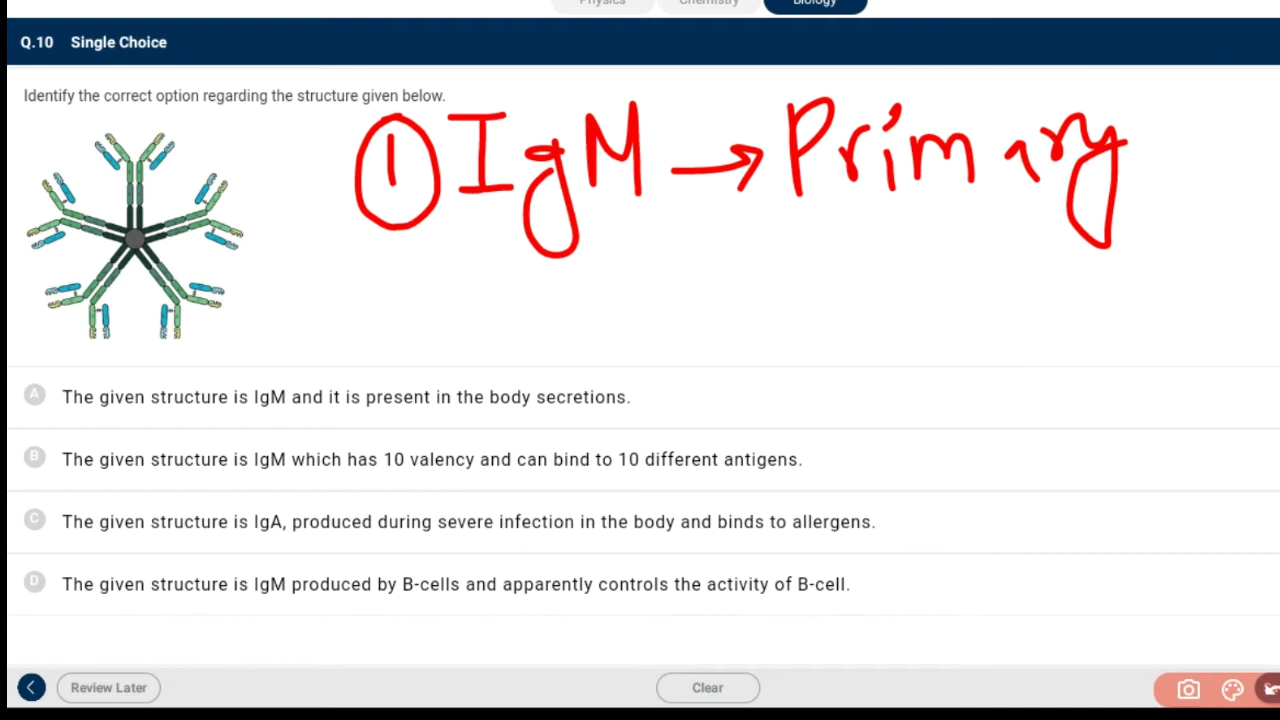 Physics Chemistry Biology
Q.10 Single Choice
Identify the correct option regarding the structure given below.
① IgM → Primary
A The given structure is IgM and it is present in the body secretions.
B The given structure is IgM which has 10 valency and can bind to 10 different antigens.
C The given structure is IgA, produced during severe infection in the body and binds to allergens.
D The given structure is IgM produced by B-cells and apparently controls the activity of B-cell.
Review Later Clear